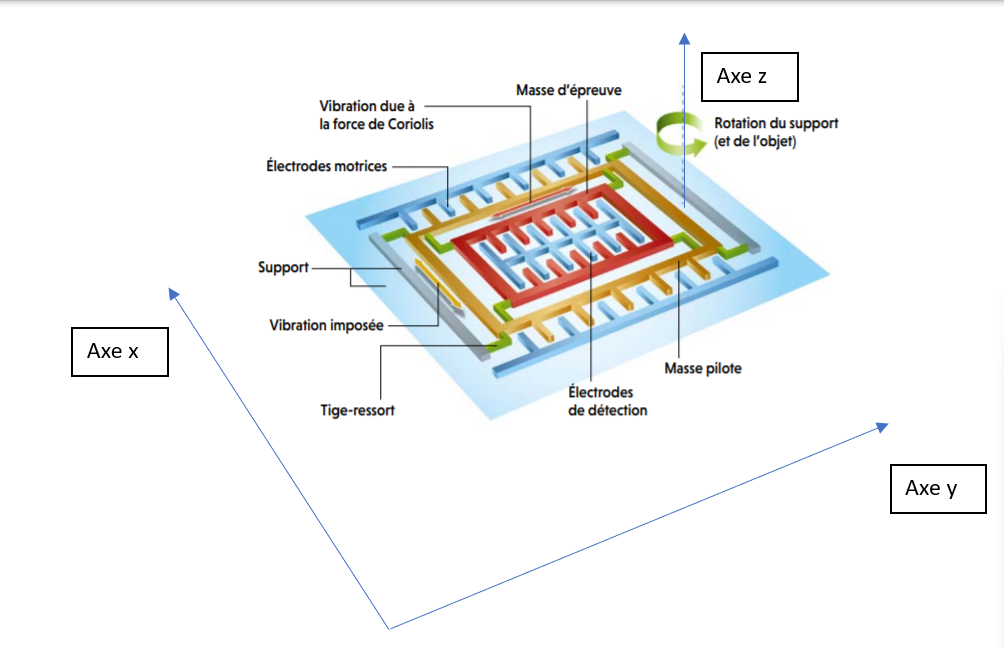 Axe z
Masse d'épreuve
Vibration due à
la force de Coriolis
Rotation du support
(et de l'objet)
Électrodes motrices
Support
Vibration imposée
Axe x
Masse pilote
Électrodes
de détection
Tige-ressort
Axe y